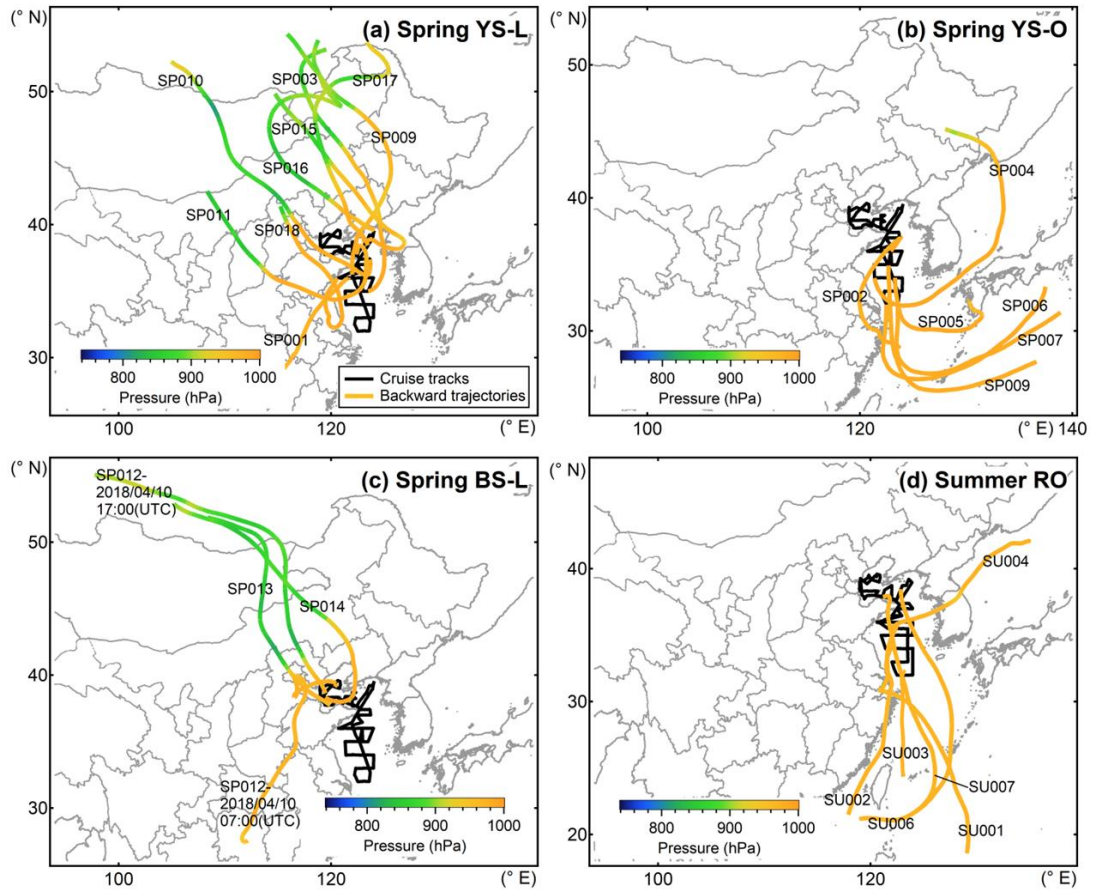 (° N)
(a) Spring YS-L
50
40
30
SP010
SP003
SP017
SP015
SP009
SP016
SP011
SP018
SP001
800
900
1000
Pressure (hPa)
Cruise tracks
Backward trajectories
100
120
(° E)
(° N)
(b) Spring YS-O
50
40
30
SP004
SP002
SP006
SP005
SP007
SP009
800
900
1000
Pressure (hPa)
120
(° E)
140
(° N)
(c) Spring BS-L
50
40
30
SP012-
2018/04/10
17:00(UTC)
SP013
SP014
SP012-
2018/04/10
07:00(UTC)
800
900
1000
Pressure (hPa)
100
120
(° E)
(° N)
(d) Summer RO
40
30
20
SU004
SU003
SU007
SU002
SU006
SU001
800
900
1000
Pressure (hPa)
100
120
(° E)